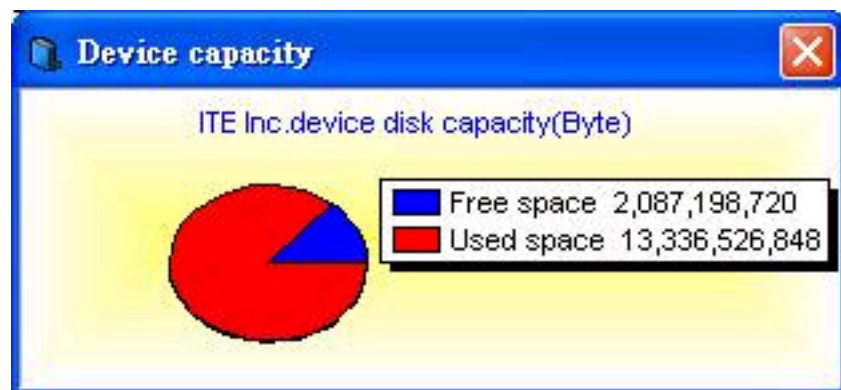 Device capacity
ITE Inc.device disk capacity(Byte)
Free space 2,087,198,720
Used space 13,336,526,848